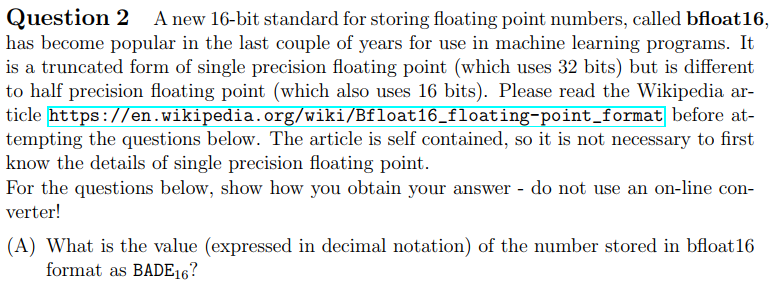 Question 2 A new 16-bit standard for storing floating point numbers, called bfloat16,
has become popular in the last couple of years for use in machine learning programs. It
is a truncated form of single precision floating point (which uses 32 bits) but is different
to half precision floating point (which also uses 16 bits). Please read the Wikipedia ar-
ticle https://en.wikipedia.org/wiki/Bfloat16_floating-point_format before at-
tempting the questions below. The article is self contained, so it is not necessary to first
know the details of single precision floating point.
For the questions below, show how you obtain your answer - do not use an on-line con-
verter!
(A) What is the value (expressed in decimal notation) of the number stored in bfloat16
format as BADE₁₆?